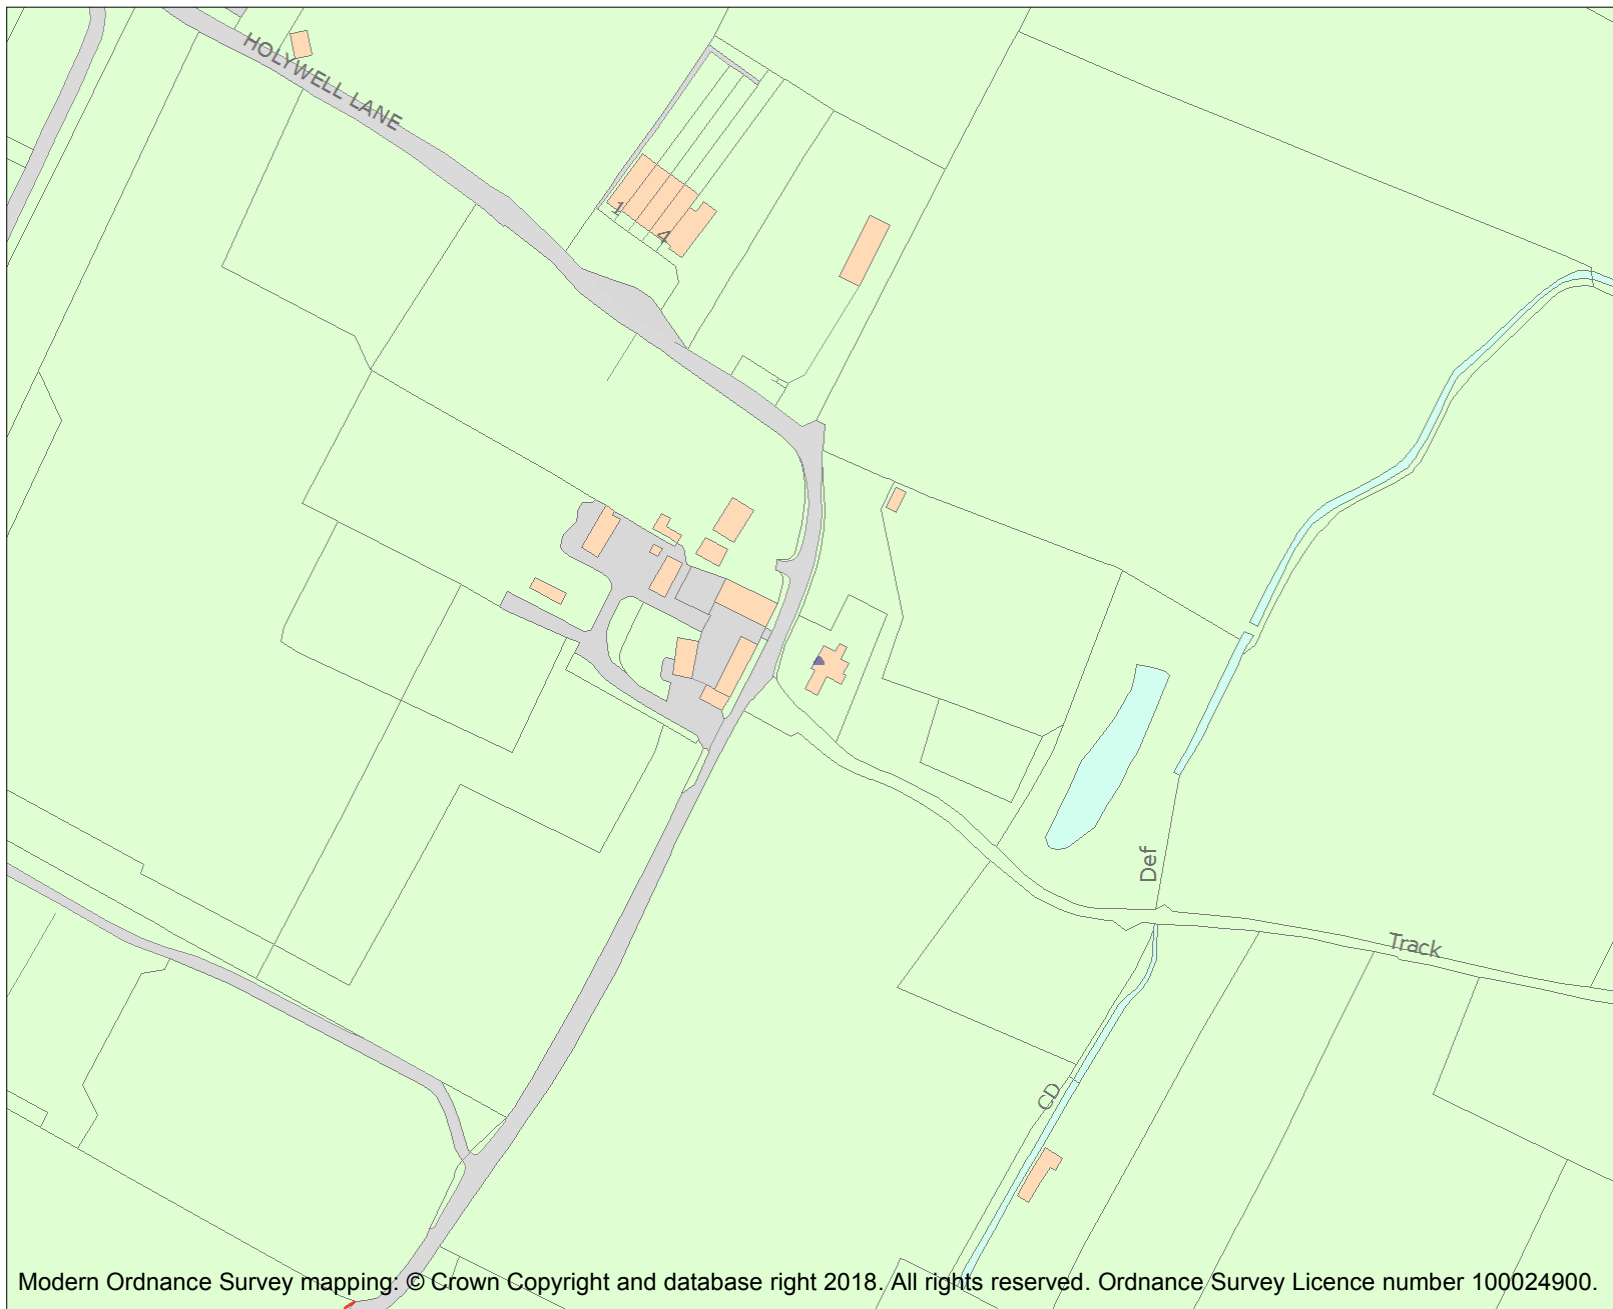 HOLYWELL LANE
1
4
Def
Track
CD
Modern Ordnance Survey mapping: © Crown Copyright and database right 2018. All rights reserved. Ordnance Survey Licence number 100024900.